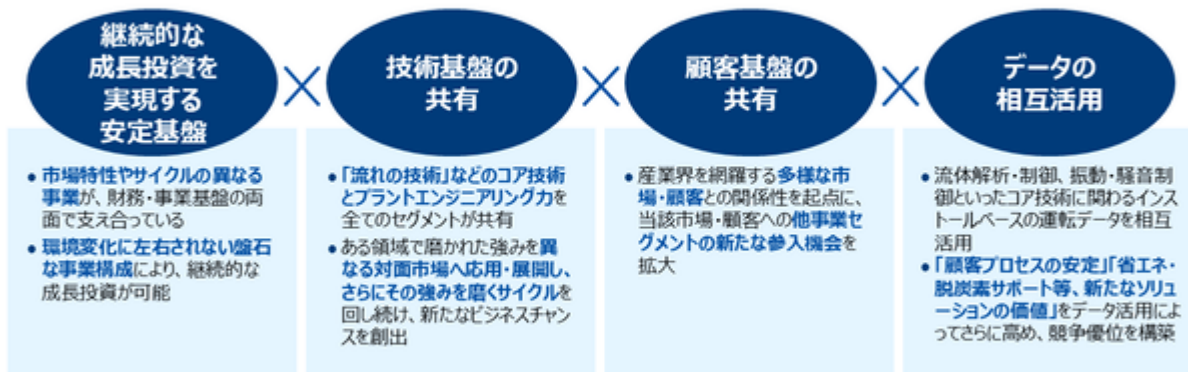 継続的な
成長投資を
実現する
安定基盤
×
技術基盤の
共有
×
顧客基盤の
共有
×
データの
相互活用
● 市場特性やサイクルの異なる
事業が、財務・事業基盤の両
面で支え合っている
● 環境変化に左右されない盤石
な事業構成により、継続的な
成長投資が可能
● 「流れの技術」などのコア技術
とプラントエンジニアリング力を
全てのセグメントが共有
● ある領域で磨かれた強みを異
なる対面市場へ応用・展開し、
さらにその強みを磨くサイクルを
回し続け、新たなビジネスチャン
スを創出
● 産業界を網羅する多様な市
場・顧客との関係性を起点に、
当該市場・顧客への他事業セ
グメントの新たな参入機会を
拡大
● 流体解析・制御、振動・騒音制
御といったコア技術に関わるインス
トールベースの運転データを相互
活用
● 「顧客プロセスの安定」「省エネ・
脱炭素サポート等、新たなソリュ
ーションの価値」をデータ活用によ
ってさらに高め、競争優位を構築